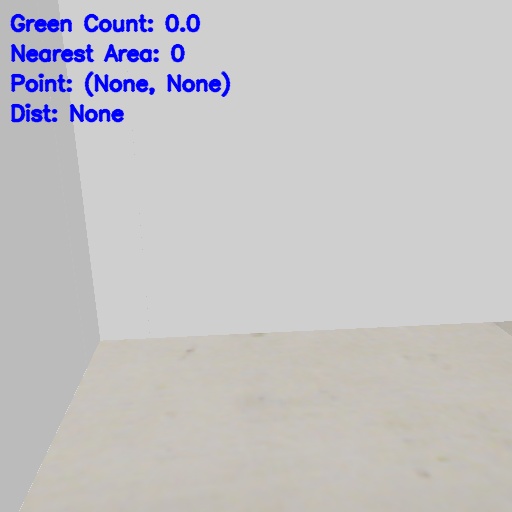 Green Count: 0.0
Nearest Area: 0
Point: (None, None)
Dist: None